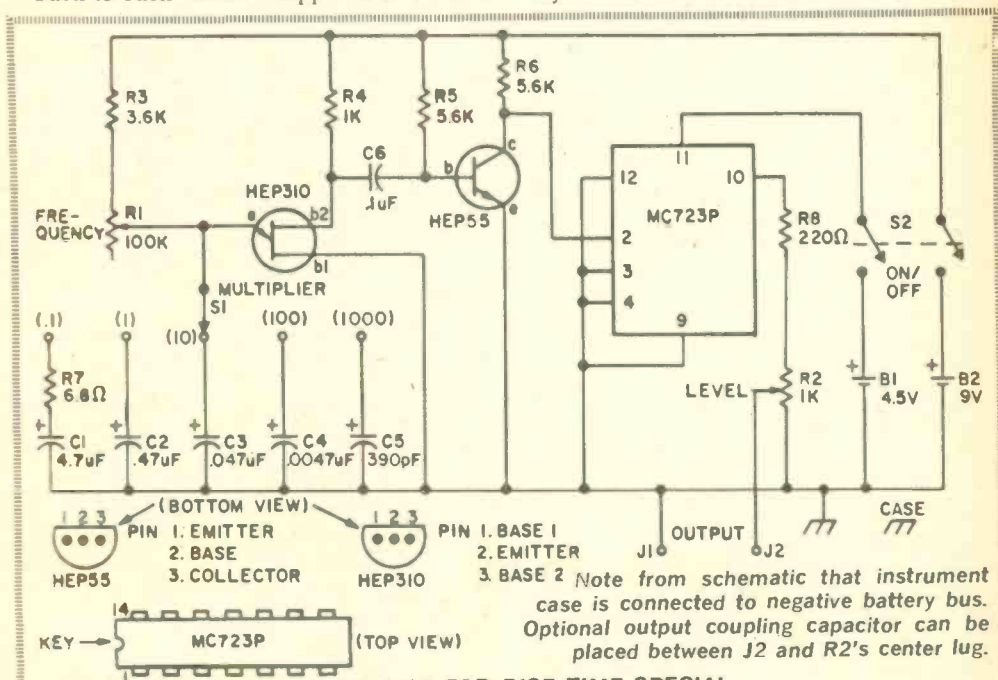 R3
3.6K
R4
1K
R5
5.6K
R6
5.6K
C6
.1uF
HEP310
b2
b1
b
c
e
HEP55
FRE-
QUENCY
R1
100K
MULTIPLIER
S1
11
12
10
MC723P
2
3
4
9
R8
220Ω
S2
ON/
OFF
(.1)
(1)
(10)
(100)
(1000)
R7
6.8Ω
LEVEL
R2
1K
+
B1
4.5V
+
B2
9V
+
C1
4.7uF
+
C2
.47uF
+
C3
.047uF
+
C4
.0047uF
+
C5
390pF
(BOTTOM VIEW)
CASE
1 2 3
PIN 1. EMITTER
2. BASE
3. COLLECTOR
HEP55
1 2 3
PIN 1. BASE 1
2. EMITTER
3. BASE 2
HEP310
J1
OUTPUT
J2
Note from schematic that instrument
case is connected to negative battery bus.
Optional output coupling capacitor can be
placed between J2 and R2's center lug.
14
KEY
MC723P
(TOP VIEW)
1
FOR RISE TIME SPECIAL